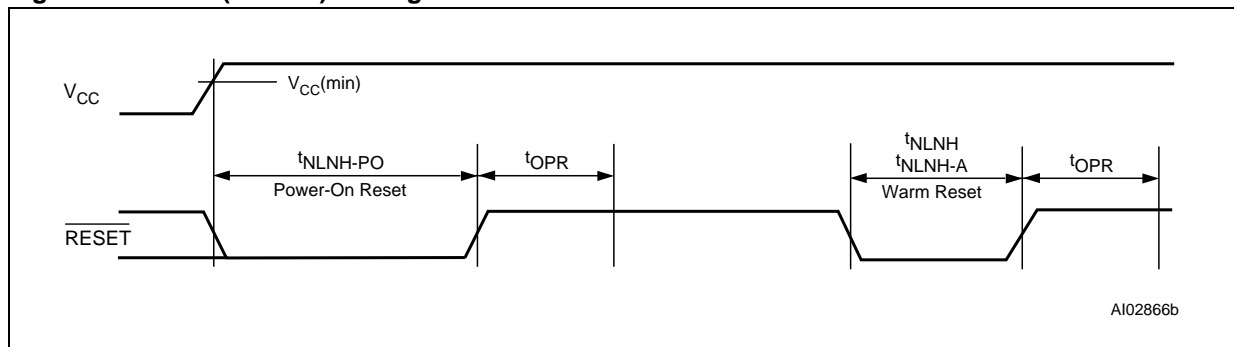 VCC
VCC(min)
tNLNH-PO
Power-On Reset
tOPR
tNLNH
tNLNH-A
Warm Reset
tOPR
RESET
AI02866b